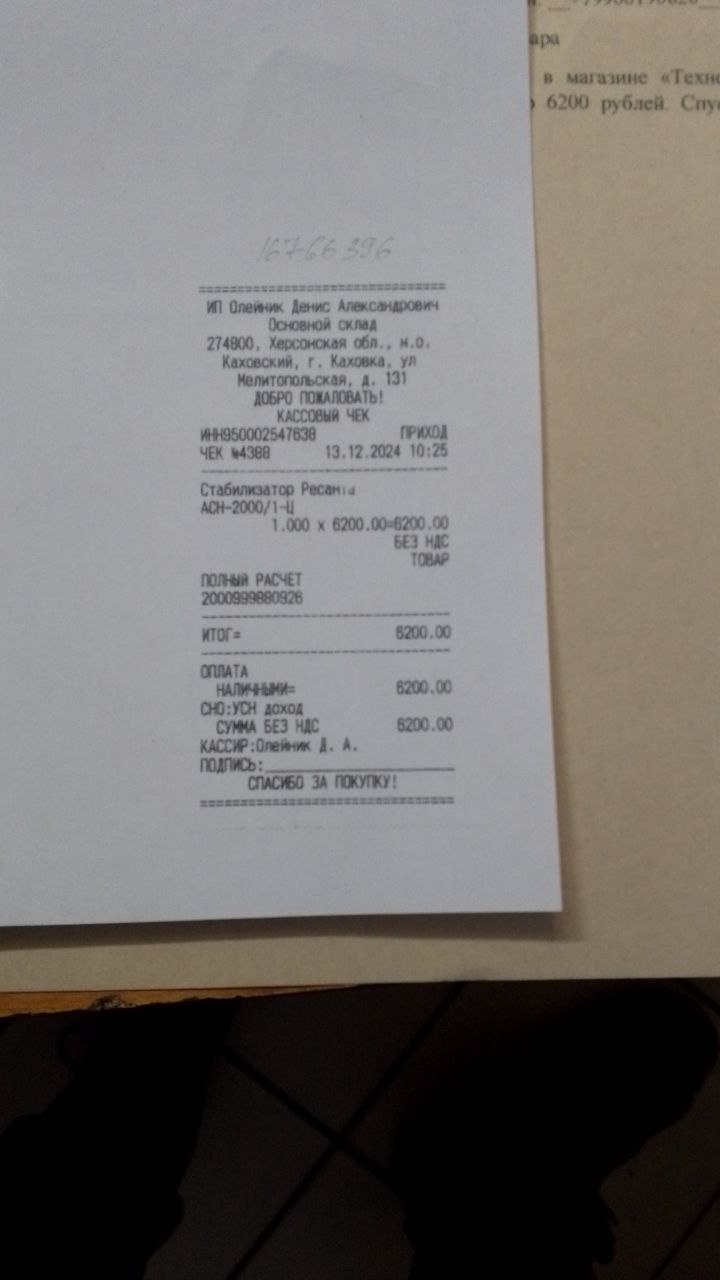 ара
в магазине «Техно
6200 рублей. Спус
16766396
ИП Олейник Денис Александрович
Основной склад
274800, Херсонская обл., м.о.
Каховский, г. Каховка, ул
Мелитопольская, д. 131
ДОБРО ПОЖАЛОВАТЬ!
КАССОВЫЙ ЧЕК
ИНН950002547638 ПРИХОД
ЧЕК №4388 13.12.2024 10:25
Стабилизатор Ресанта
АСН-2000/1-Ц
1.000 x 6200.00=6200.00
БЕЗ НДС
ТОВАР
ПОЛНЫЙ РАСЧЕТ
2000999880926
ИТОГ= 6200.00
ОПЛАТА
НАЛИЧНЫМИ= 6200.00
СНО:УСН доход
СУММА БЕЗ НДС 6200.00
КАССИР:Олейник Д. А.
ПОДПИСЬ:
СПАСИБО ЗА ПОКУПКУ!